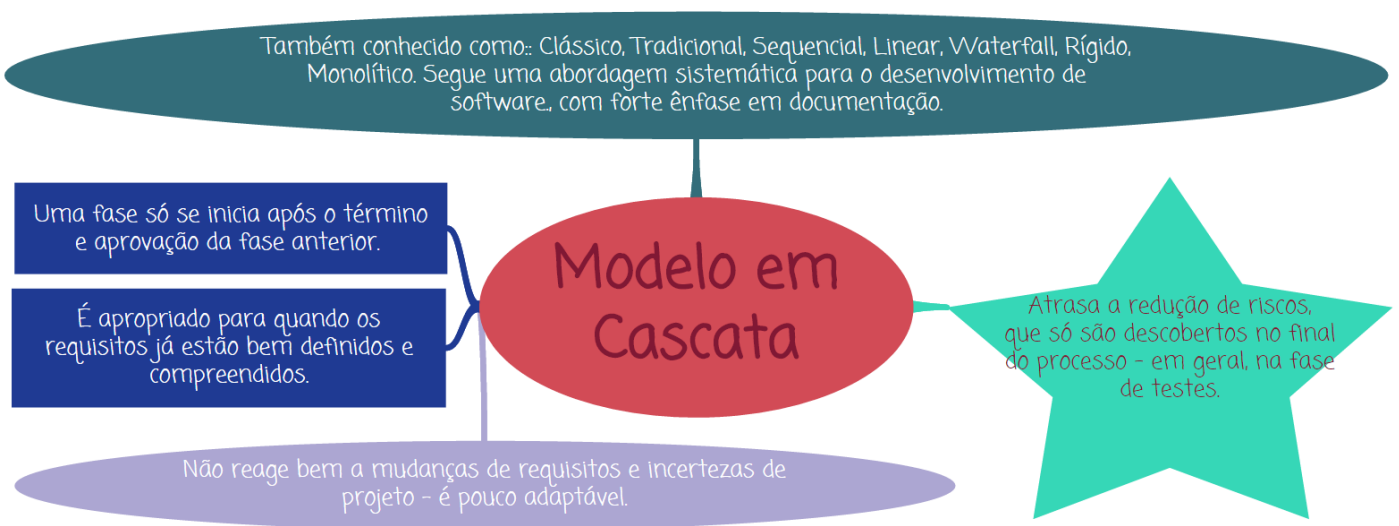 Também conhecido como:: Clássico, Tradicional, Sequencial, Linear, Waterfall, Rígido,
Monolítico. Segue uma abordagem sistemática para o desenvolvimento de
software., com forte ênfase em documentação.
Uma fase só se inicia após o término
e aprovação da fase anterior.
É apropriado para quando os
requisitos já estão bem definidos e
compreendidos.
Modelo em
Cascata
Atrasa a redução de riscos,
que só são descobertos no final
do processo - em geral, na fase
de testes.
Não reage bem a mudanças de requisitos e incertezas de
projeto - é pouco adaptável.